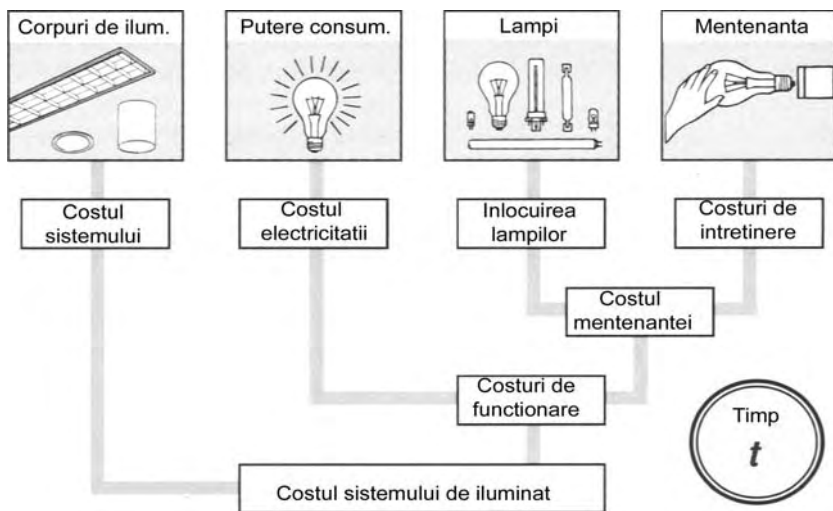 Corpuri de ilum.
Putere consum.
Lampi
Mentenanta
Costul
sistemului
Costul
electricitatii
Inlocuirea
lampilor
Costuri de
intretinere
Costul
mentenantei
Costuri de
functionare
Timp
t
Costul sistemului de iluminat